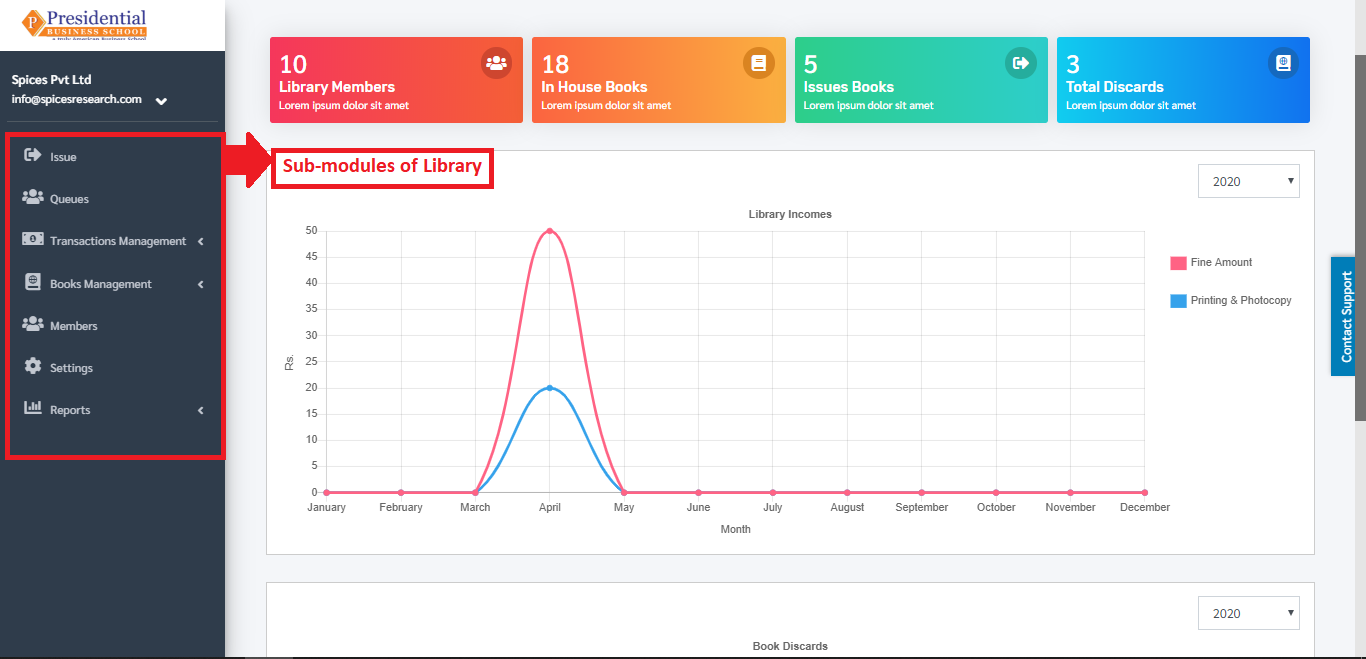 Presidential
BUSINESS SCHOOL
a truly American Business School
Spices Pvt Ltd
info@spicesresearch.com
Issue
Queues
Transactions Management
Books Management
Members
Settings
Reports
10
Library Members
Lorem ipsum dolor sit amet
18
In House Books
Lorem ipsum dolor sit amet
5
Issues Books
Lorem ipsum dolor sit amet
3
Total Discards
Lorem ipsum dolor sit amet
Sub-modules of Library
2020
Library Incomes
50
45
40
35
30
25
20
15
10
5
0
Rs.
January February March April May June July August September October November December
Month
Fine Amount
Printing & Photocopy
Contact Support
2020
Book Discards